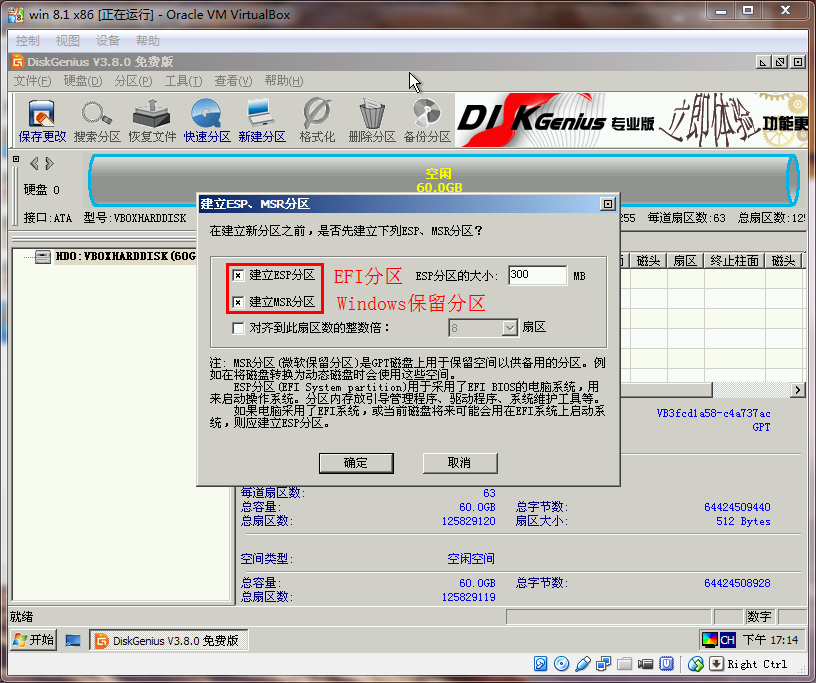 win 8.1 x86 [正在运行] - Oracle VM VirtualBox
控制 视图 设备 帮助
DiskGenius V3.8.0 免费版
文件(F) 硬盘(D) 分区(P) 工具(T) 查看(V) 帮助(H)
保存更改 搜索分区 恢复文件 快速分区 新建分区 格式化 删除分区 备份分区
DISKGenius 专业版 立即体验 功能更
空闲
60.0GB
硬盘 0
接口:ATA 型号:VBOXHARDDISK
255 每道扇区数:63 总扇区数:125
HD0:VBOXHARDDISK(60G
磁头 扇区 终止柱面 磁头
建立ESP、MSR分区
在建立新分区之前，是否先建立下列ESP、MSR分区？
建立ESP分区 EFI分区 ESP分区的大小: 300 MB
建立MSR分区 Windows保留分区
对齐到此扇区数的整数倍： 8 扇区
注: MSR分区(微软保留分区)是GPT磁盘上用于保留空间以供备用的分区。例
如在将磁盘转换为动态磁盘时会使用这些空间。
ESP分区(EFI System partition)用于采用了EFI BIOS的电脑系统，用
来启动操作系统。分区内存放引导管理程序、驱动程序、系统维护工具等。
如果电脑采用了EFI系统，或当前磁盘将来可能会用在EFI系统上启动系
统，则应建立ESP分区。
确定 取消
VB3fcd1a58-c4a737ac
GPT
每道扇区数: 63
总容量: 60.0GB 总字节数: 64424509440
总扇区数: 125829120 扇区大小: 512 Bytes
空间类型: 空闲空间
总容量: 60.0GB 总字节数: 64424508928
总扇区数: 125829119
就绪
数字
开始 DiskGenius V3.8.0 免费版 CH 下午 17:14
Right Ctrl